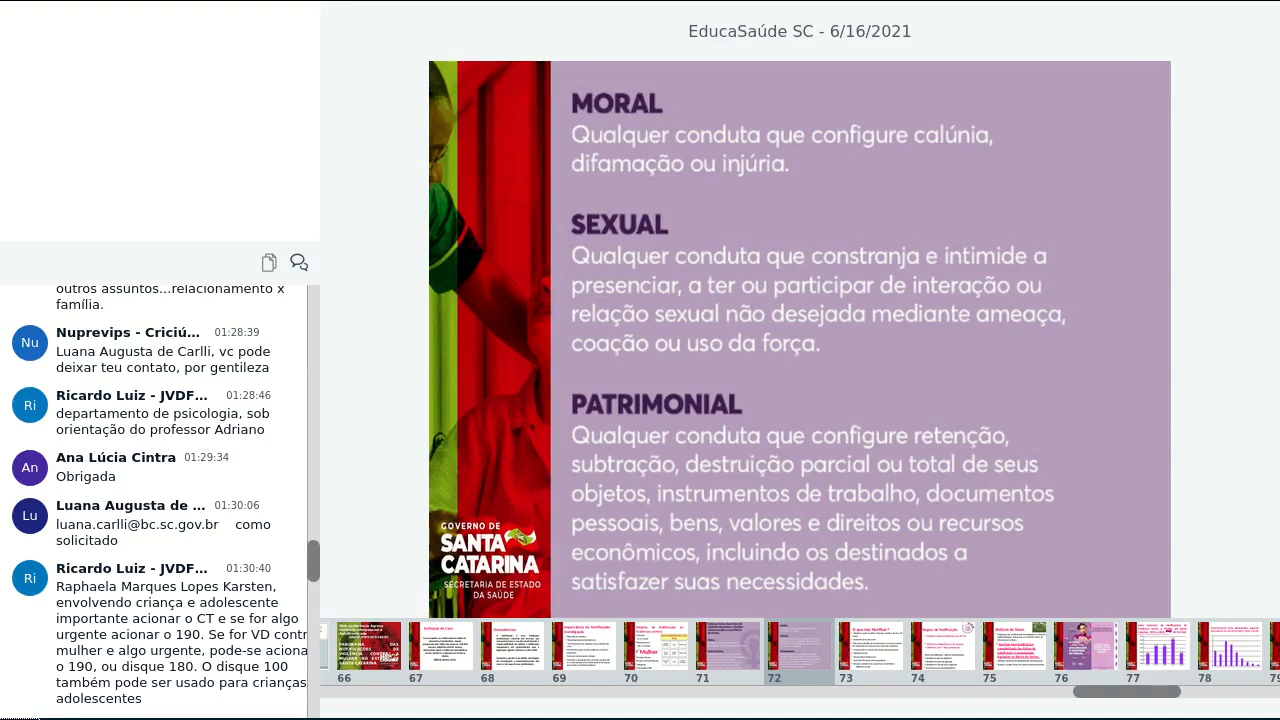 EducaSaúde SC - 6/16/2021
MORAL
Qualquer conduta que configure calúnia,
difamação ou injúria.
SEXUAL
Qualquer conduta que constranja e intimide a
presenciar, a ter ou participar de interação ou
relação sexual não desejada mediante ameaça,
coação ou uso da força.
PATRIMONIAL
Qualquer conduta que configure retenção,
subtração, destruição parcial ou total de seus
objetos, instrumentos de trabalho, documentos
pessoais, bens, valores e direitos ou recursos
econômicos, incluindo os destinados a
satisfazer suas necessidades.
GOVERNO DE
SANTA
CATARINA
SECRETARIA DE ESTADO
DA SAÚDE
outros assuntos...relacionamento x
família.
Nu
Nuprevips - Criciú... 01:28:39
Luana Augusta de Carlli, vc pode
deixar teu contato, por gentileza
Ri
Ricardo Luiz - JVDF... 01:28:46
departamento de psicologia, sob
orientação do professor Adriano
An
Ana Lúcia Cintra 01:29:34
Obrigada
Lu
Luana Augusta de ... 01:30:06
luana.carlli@bc.sc.gov.br como
solicitado
Ri
Ricardo Luiz - JVDF... 01:30:40
Raphaela Marques Lopes Karsten,
envolvendo criança e adolescente
importante acionar o CT e se for algo
urgente acionar o 190. Se for o
mulher e algo urgente, pode
o 190, ou disque 180. O disque 100
também pode ser usado
adolescentes
66 67 68 69 70 71 72 73 74 75 76 77 78
Mulher